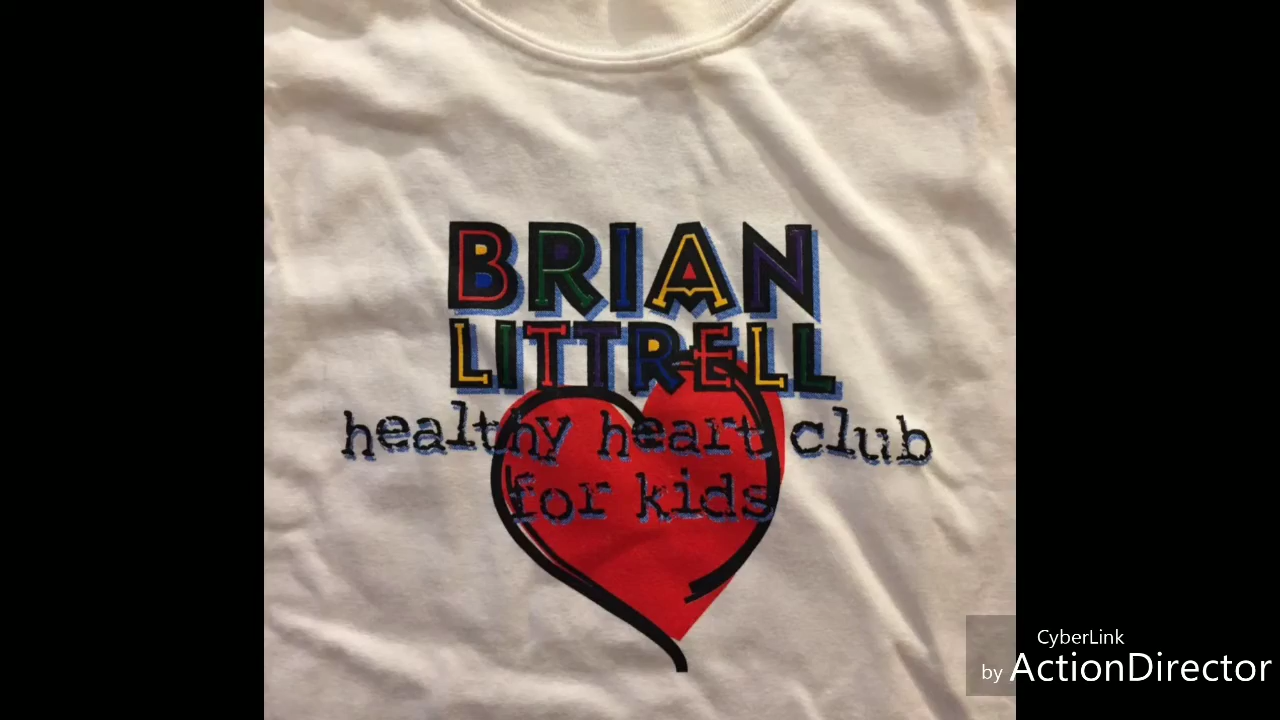 BRIAN
LITTRELL
healthy heart club
for kids
CyberLink
by ActionDirector